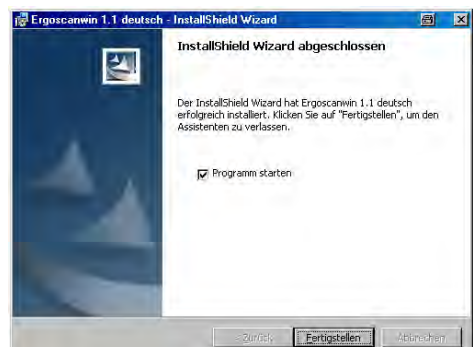 Ergoscanwin 1.1 deutsch - InstallShield Wizard
InstallShield Wizard abgeschlossen
Der InstallShield Wizard hat Ergoscanwin 1.1 deutsch
erfolgreich installiert. Klicken Sie auf "Fertigstellen", um den
Assistenten zu verlassen.
Programm starten
Zurück Fertigstellen Abbrechen